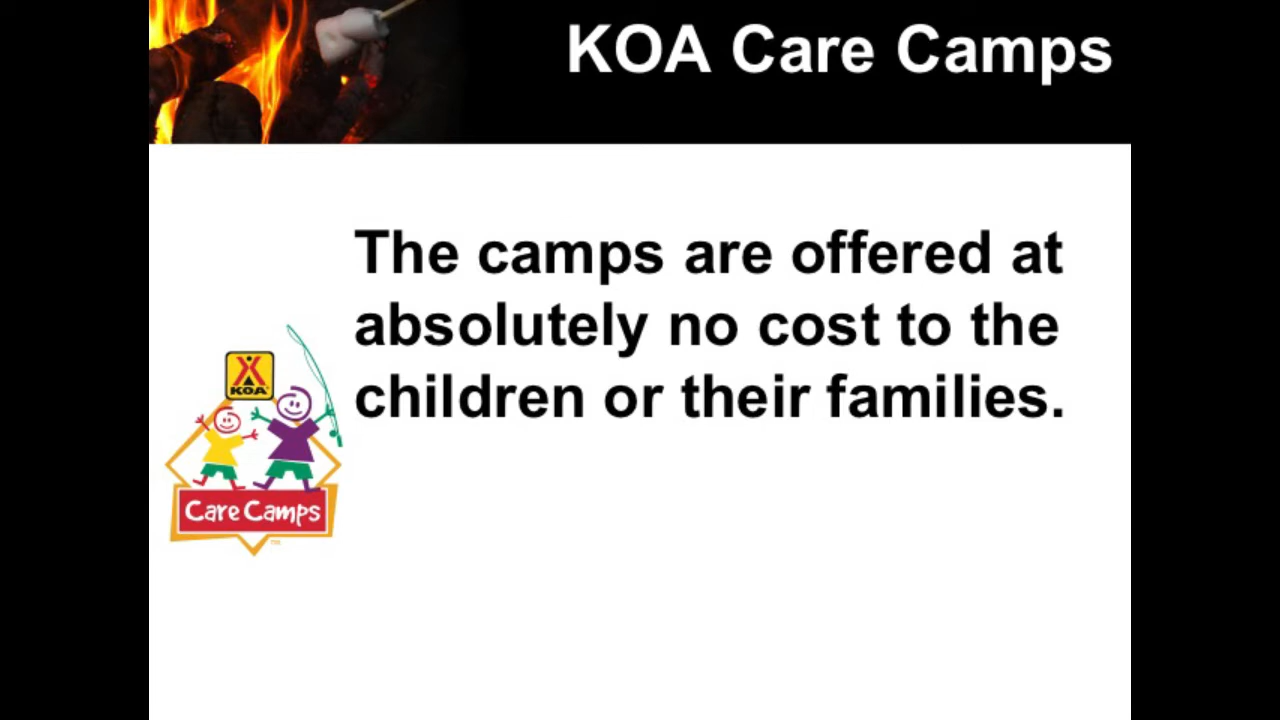 KOA Care Camps
The camps are offered at
absolutely no cost to the
children or their families.
KOA
Care Camps
TM